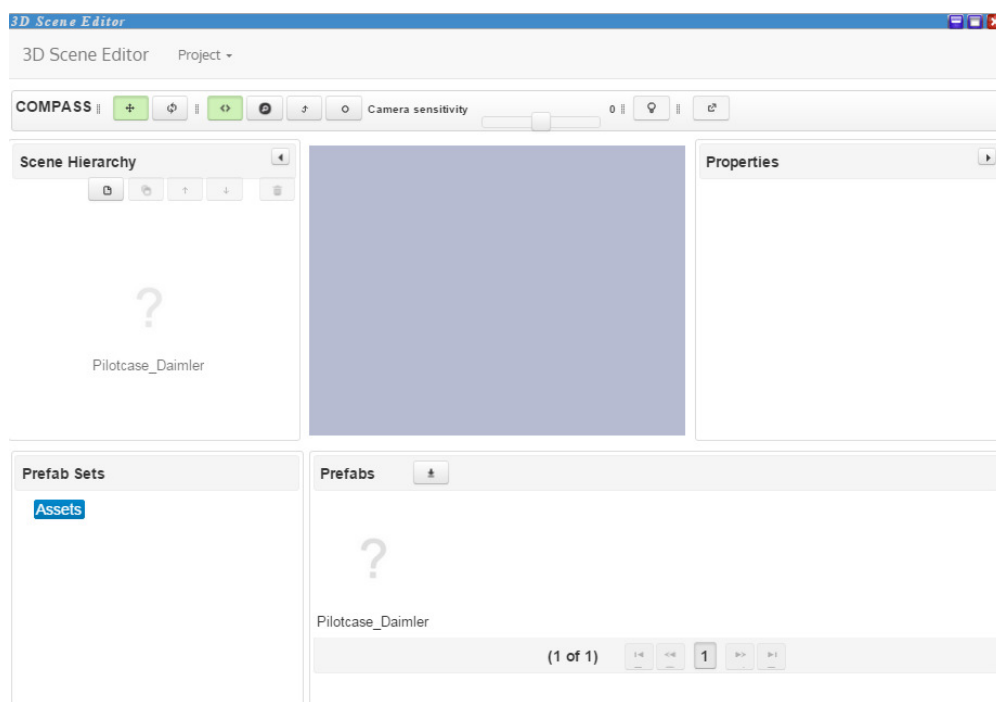 3D Scene Editor
3D Scene Editor Project
COMPASS Camera sensitivity 0
Scene Hierarchy
Properties
?
Pilotcase_Daimler
Prefab Sets
Assets
Prefabs
?
Pilotcase_Daimler
(1 of 1) 1